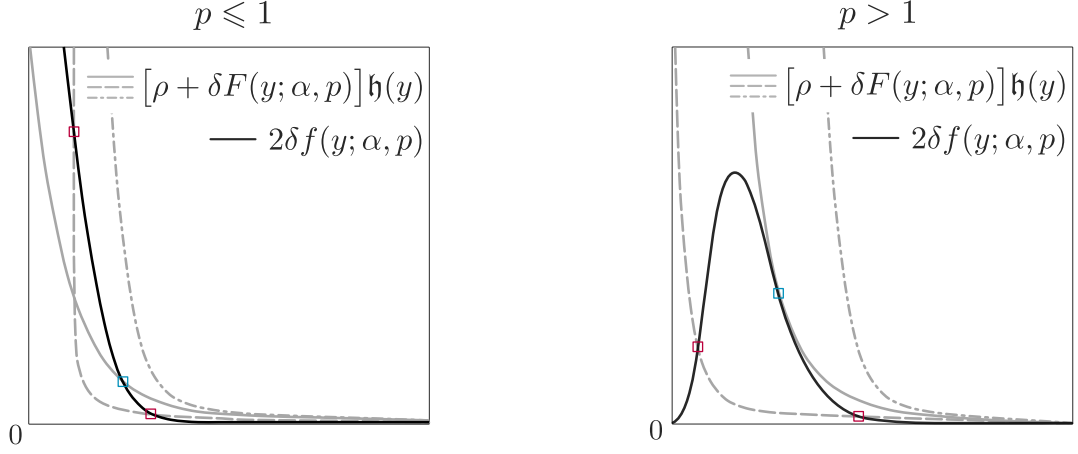 p ⩽ 1
[ρ + δF(y; α, p)]𝔥(y)
2δf(y; α, p)
0
p > 1
[ρ + δF(y; α, p)]𝔥(y)
2δf(y; α, p)
0